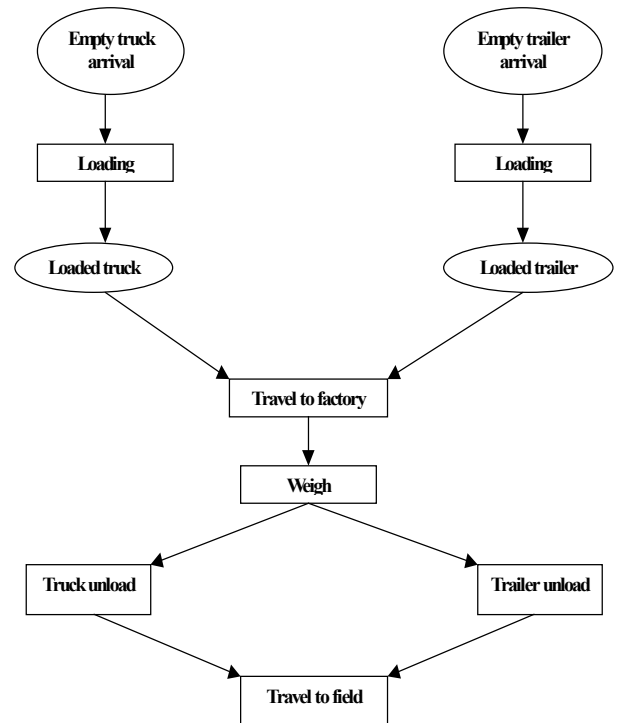 Empty truck
arrival
Empty trailer
arrival
Loading
Loading
Loaded truck
Loaded trailer
Travel to factory
Weigh
Truck unload
Trailer unload
Travel to field